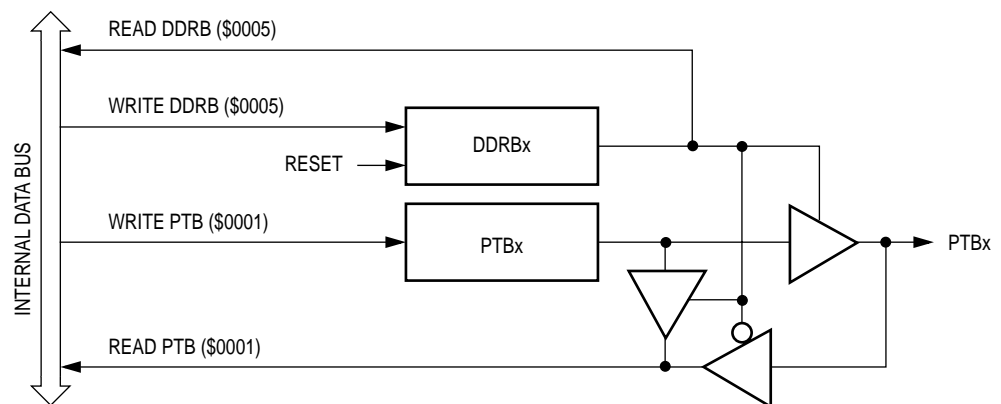 READ DDRB ($0005)
WRITE DDRB ($0005)
DDRBx
RESET
WRITE PTB ($0001)
PTBx
PTBx
READ PTB ($0001)
INTERNAL DATA BUS